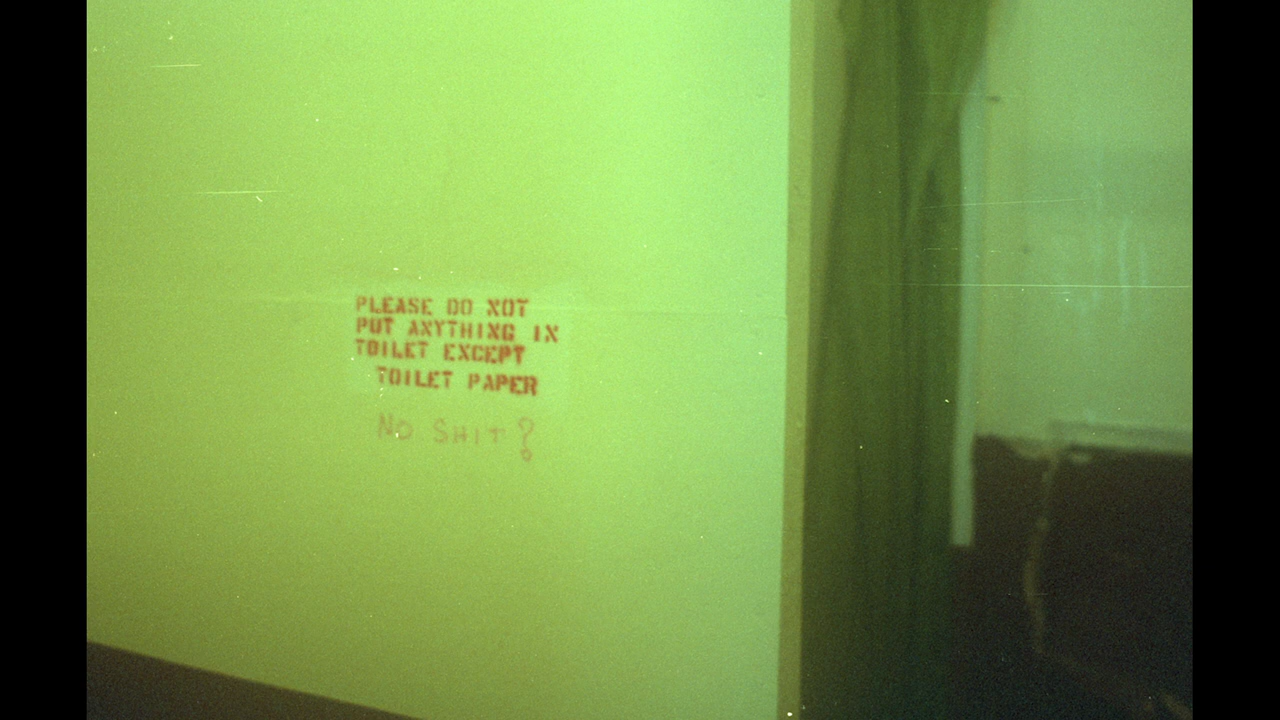 PLEASE DO NOT
PUT ANYTHING IN
TOILET EXCEPT
TOILET PAPER
NO SHIT?